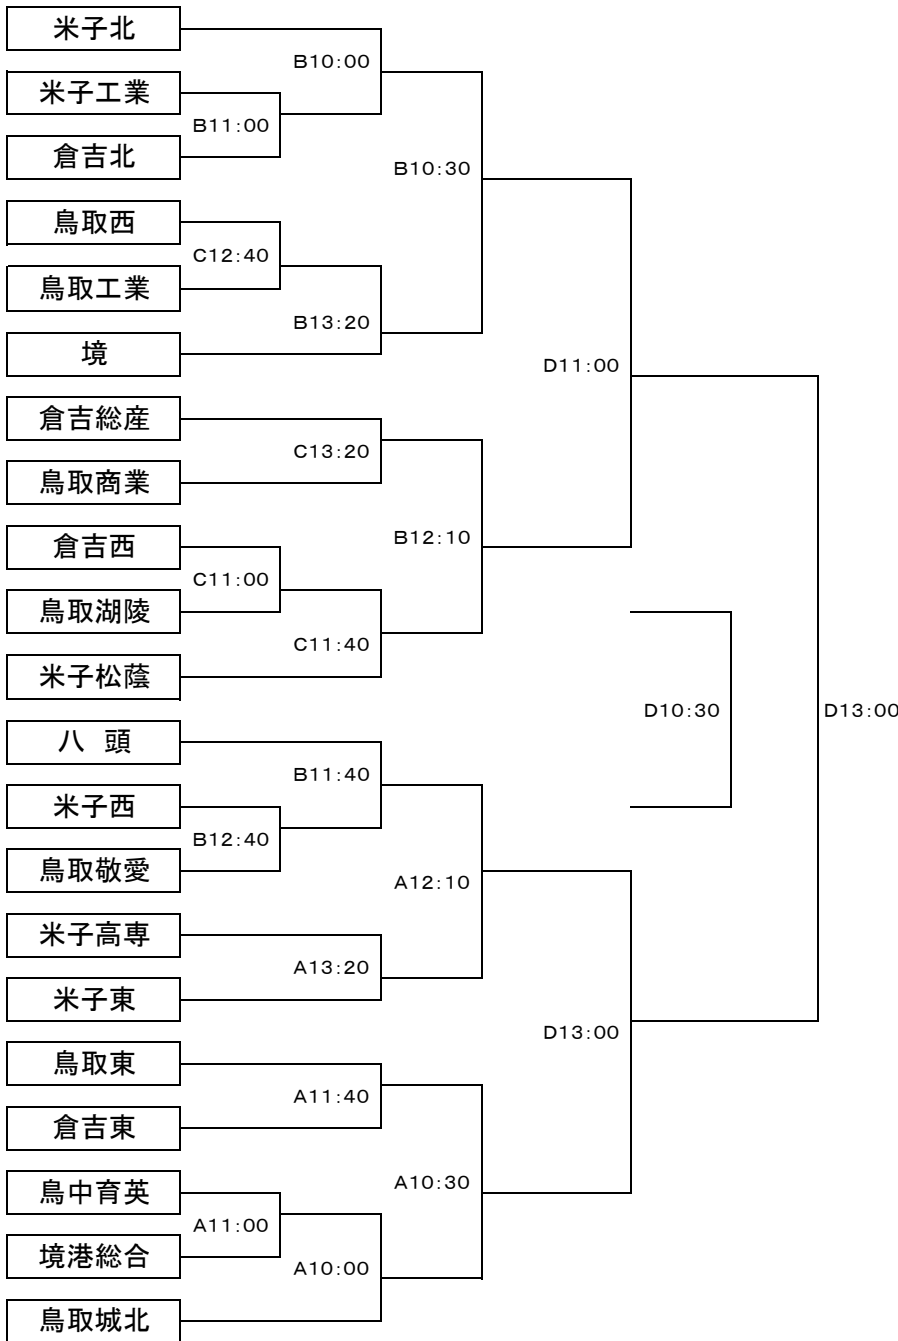 米子北
B10:00
米子工業
B11:00
倉吉北
B10:30
鳥取西
C12:40
鳥取工業
B13:20
境
D11:00
倉吉総産
C13:20
鳥取商業
B12:10
倉吉西
C11:00
鳥取湖陵
C11:40
米子松蔭
D10:30
D13:00
八 頭
B11:40
米子西
B12:40
鳥取敬愛
A12:10
米子高専
A13:20
米子東
D13:00
鳥取東
A11:40
倉吉東
A10:30
鳥中育英
A11:00
境港総合
A10:00
鳥取城北